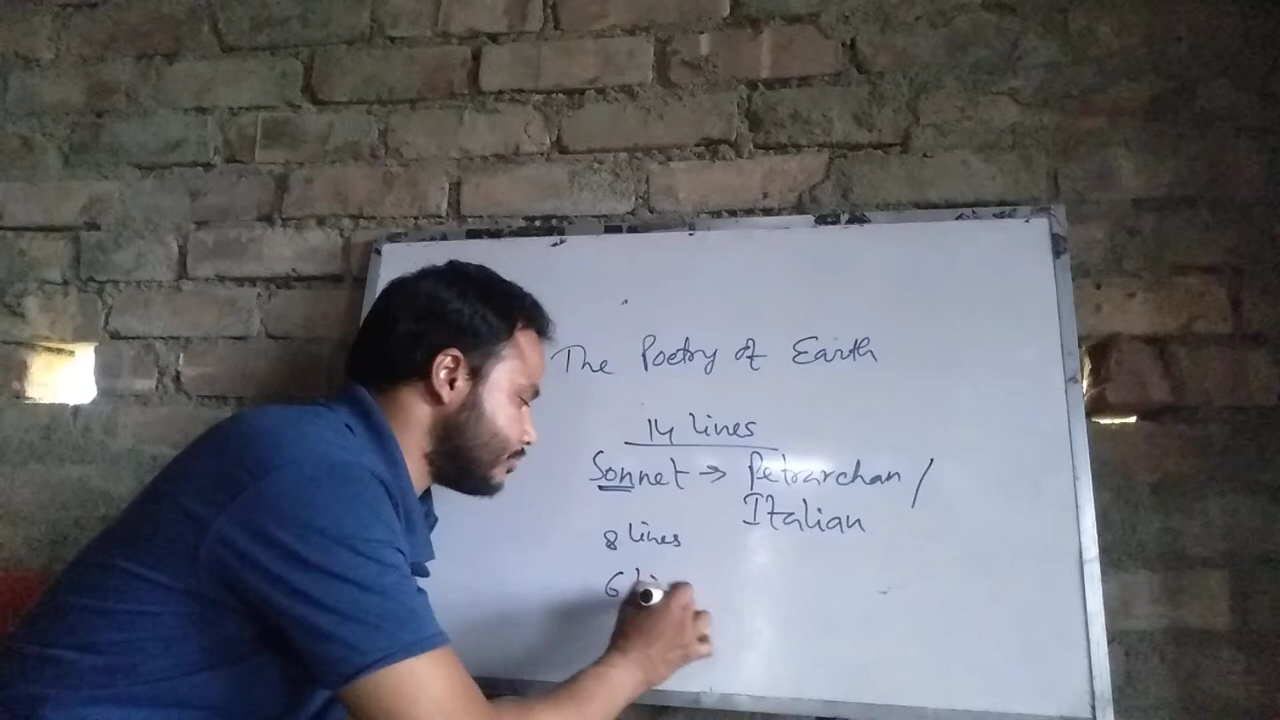 The Poetry of Earth
14 lines
Sonnet → Petrarchan /
Italian
8 lines
6 li